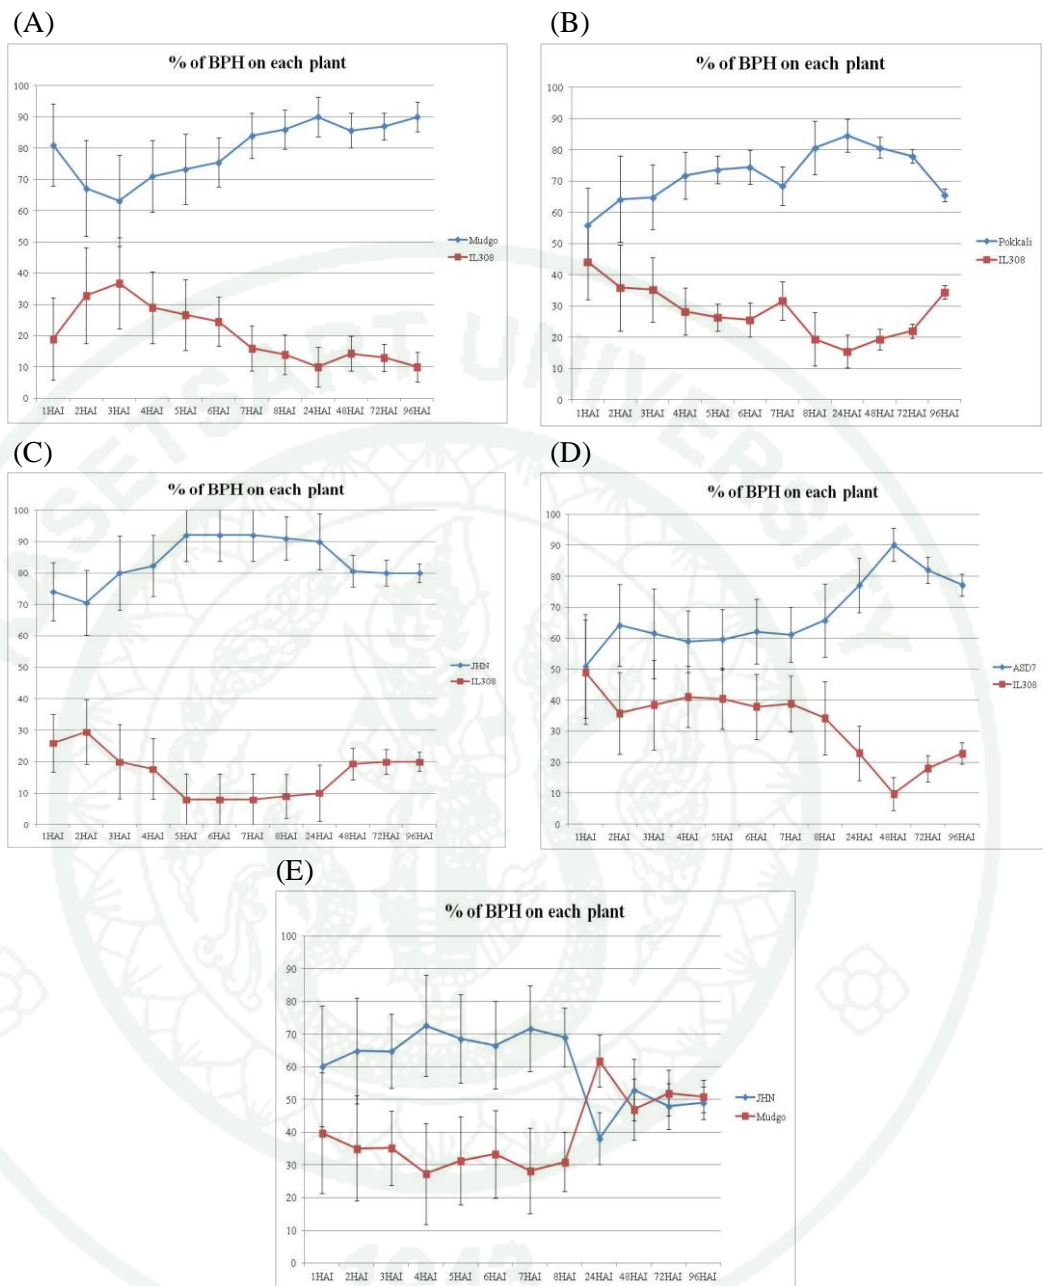 (A)
% of BPH on each plant
100
90
80
70
60
50
40
30
20
10
0
1HAI 2HAI 3HAI 4HAI 5HAI 6HAI 7HAI 8HAI 24HAI 48HAI 72HAI 96HAI
Mudgo
IL308
(B)
% of BPH on each plant
100
90
80
70
60
50
40
30
20
10
0
1HAI 2HAI 3HAI 4HAI 5HAI 6HAI 7HAI 8HAI 24HAI 48HAI 72HAI 96HAI
Pokkali
IL308
(C)
% of BPH on each plant
100
90
80
70
60
50
40
30
20
10
0
1HAI 2HAI 3HAI 4HAI 5HAI 6HAI 7HAI 8HAI 24HAI 48HAI 72HAI 96HAI
JHN
IL308
(D)
% of BPH on each plant
100
90
80
70
60
50
40
30
20
10
0
1HAI 2HAI 3HAI 4HAI 5HAI 6HAI 7HAI 8HAI 24HAI 48HAI 72HAI 96HAI
ASD7
IL308
(E)
% of BPH on each plant
100
90
80
70
60
50
40
30
20
10
0
1HAI 2HAI 3HAI 4HAI 5HAI 6HAI 7HAI 8HAI 24HAI 48HAI 72HAI 96HAI
JHN
Mudgo
KASETSART UNIVERSITY
1943